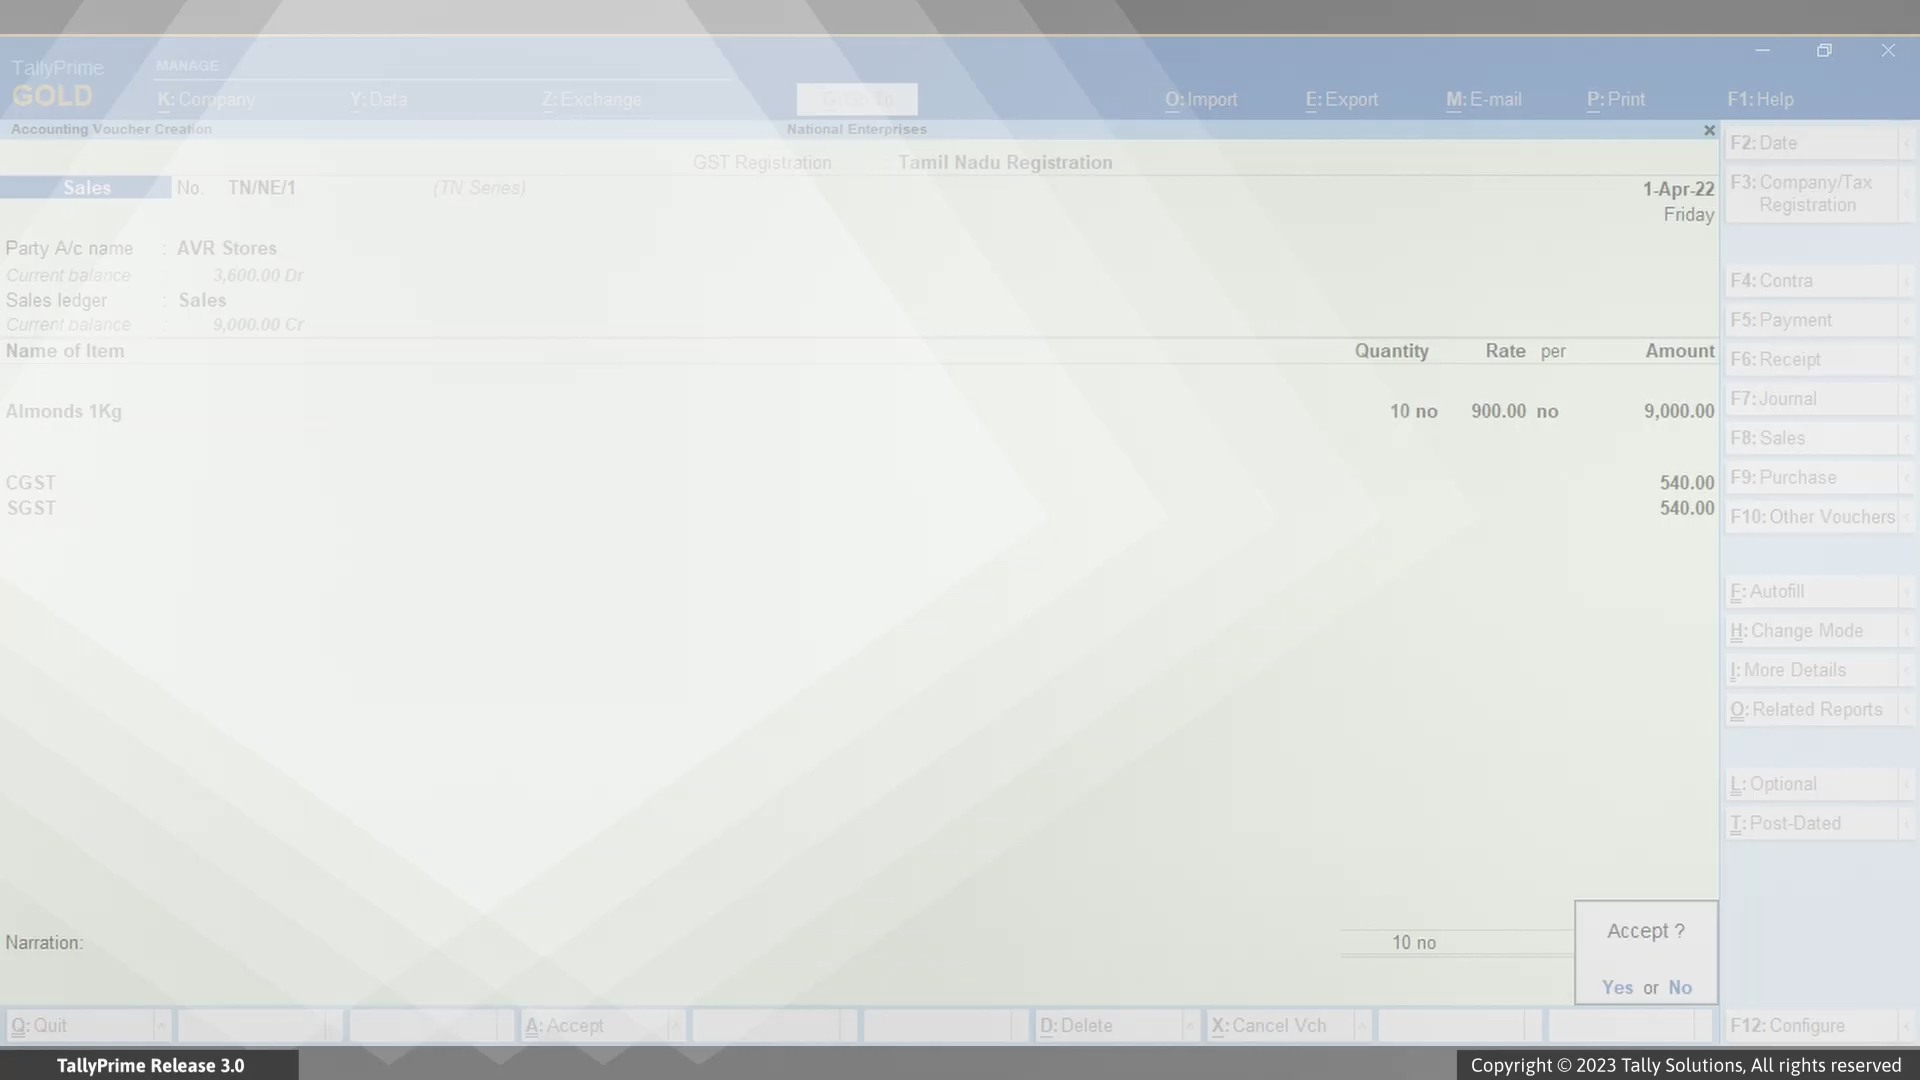 TallyPrime
GOLD
MANAGE
K: Company
Y: Data
Z: Exchange
O: Import
E: Export
M: E-mail
P: Print
F1: Help
Accounting Voucher Creation
National Enterprises
GST Registration Tamil Nadu Registration
Sales No. TN/NE/1 (TN Series)
1-Apr-22
Friday
Party A/c name : AVR Stores
Current balance 3,600.00 Dr
Sales ledger : Sales
Current balance : 9,000.00 Cr
Name of Item Quantity Rate per Amount
Almonds 1Kg 10 no 900.00 no 9,000.00
CGST 540.00
SGST 540.00
Narration:
10 no
Accept ?
Yes or No
F2: Date
F3: Company/Tax
Registration
F4: Contra
F5: Payment
F6: Receipt
F7: Journal
F8: Sales
F9: Purchase
F10: Other Vouchers
F: Autofill
H: Change Mode
I: More Details
O: Related Reports
L: Optional
T: Post-Dated
Q: Quit
A: Accept
D: Delete
X: Cancel Vch
F12: Configure
TallyPrime Release 3.0
Copyright © 2023 Tally Solutions, All rights reserved